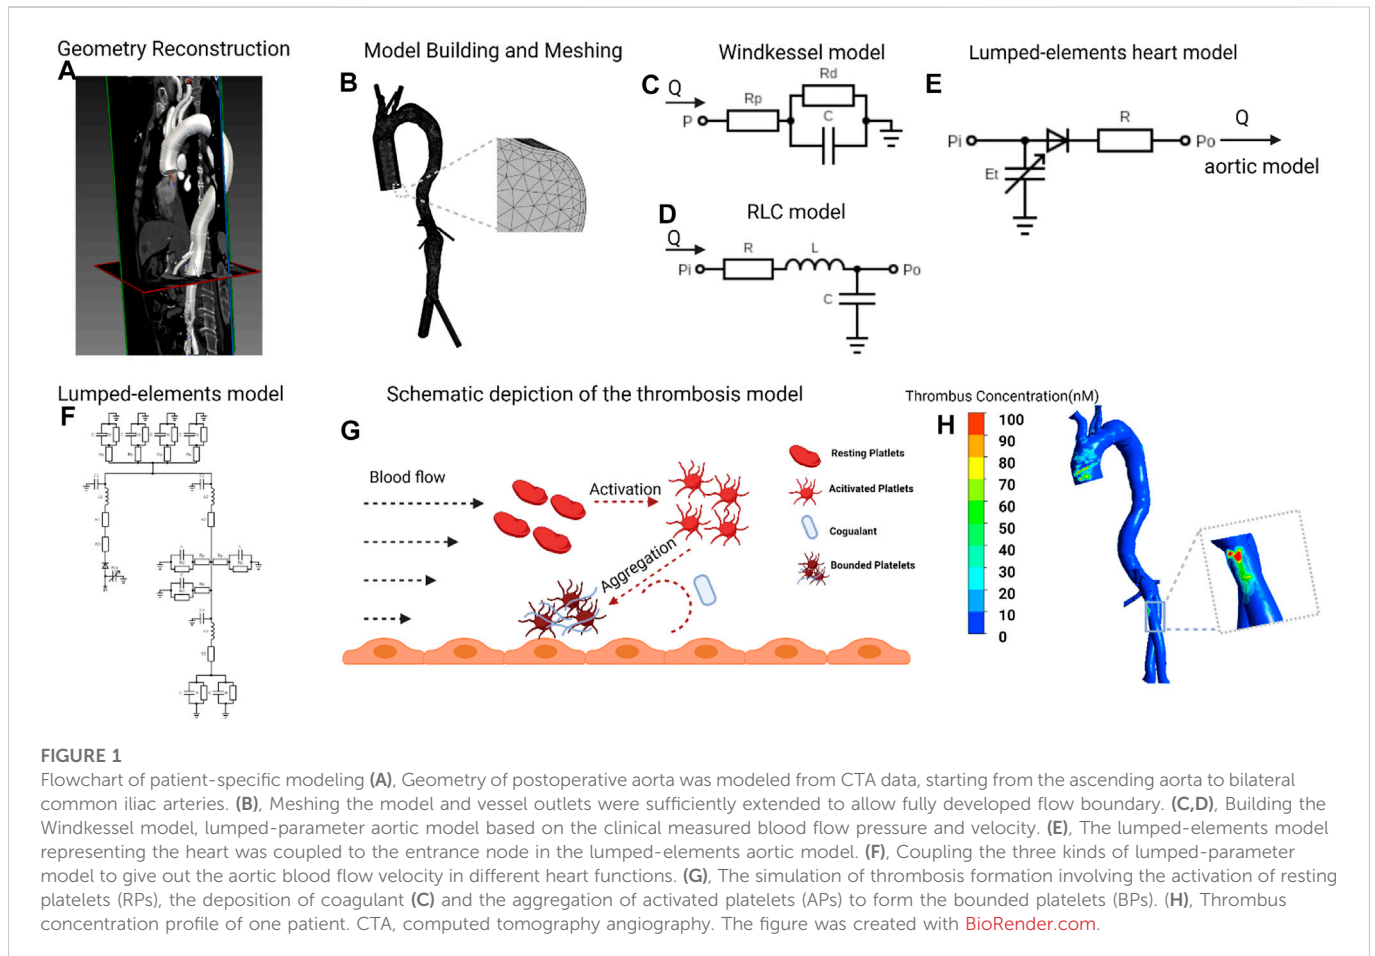 Geometry Reconstruction
A
Model Building and Meshing
B
Windkessel model
C
Q
P
Rp
Rd
C
Lumped-elements heart model
E
Pi
Et
R
Po
Q
aortic model
D
RLC model
Q
Pi
R
L
C
Po
Lumped-elements model
F
Schematic depiction of the thrombosis model
G
Blood flow
Activation
Aggregation
Resting Platelets
Acitivated Platelets
Cogualant
Bounded Platelets
Thrombus Concentration(nM)
H
100
90
80
70
60
50
40
30
20
10
0
FIGURE 1
Flowchart of patient-specific modeling (A), Geometry of postoperative aorta was modeled from CTA data, starting from the ascending aorta to bilateral
common iliac arteries. (B), Meshing the model and vessel outlets were sufficiently extended to allow fully developed flow boundary. (C,D), Building the
Windkessel model, lumped-parameter aortic model based on the clinical measured blood flow pressure and velocity. (E), The lumped-elements model
representing the heart was coupled to the entrance node in the lumped-elements aortic model. (F), Coupling the three kinds of lumped-parameter
model to give out the aortic blood flow velocity in different heart functions. (G), The simulation of thrombosis formation involving the activation of resting
platelets (RPs), the deposition of coagulant (C) and the aggregation of activated platelets (APs) to form the bounded platelets (BPs). (H), Thrombus
concentration profile of one patient. CTA, computed tomography angiography. The figure was created with BioRender.com.